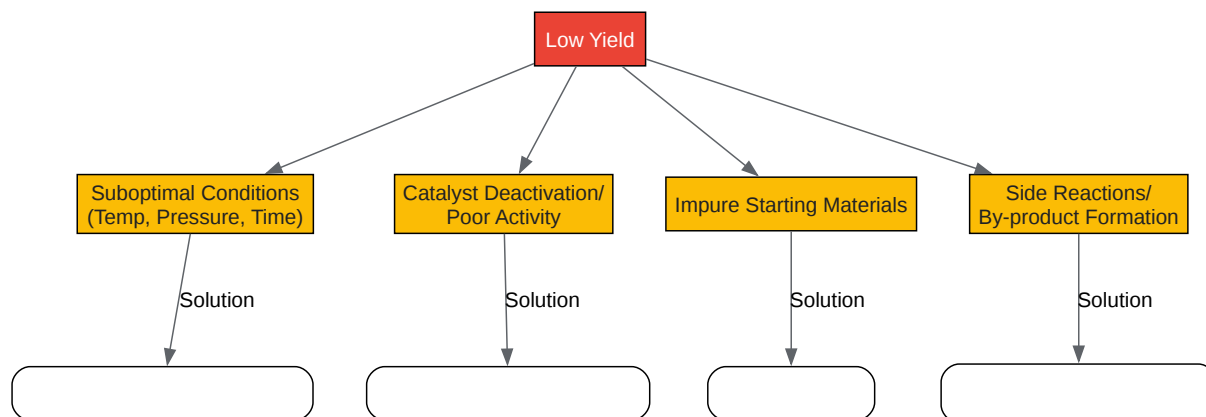 Low Yield
Suboptimal Conditions
(Temp, Pressure, Time)
Catalyst Deactivation/
Poor Activity
Impure Starting Materials
Side Reactions/
By-product Formation
Solution
Solution
Solution
Solution